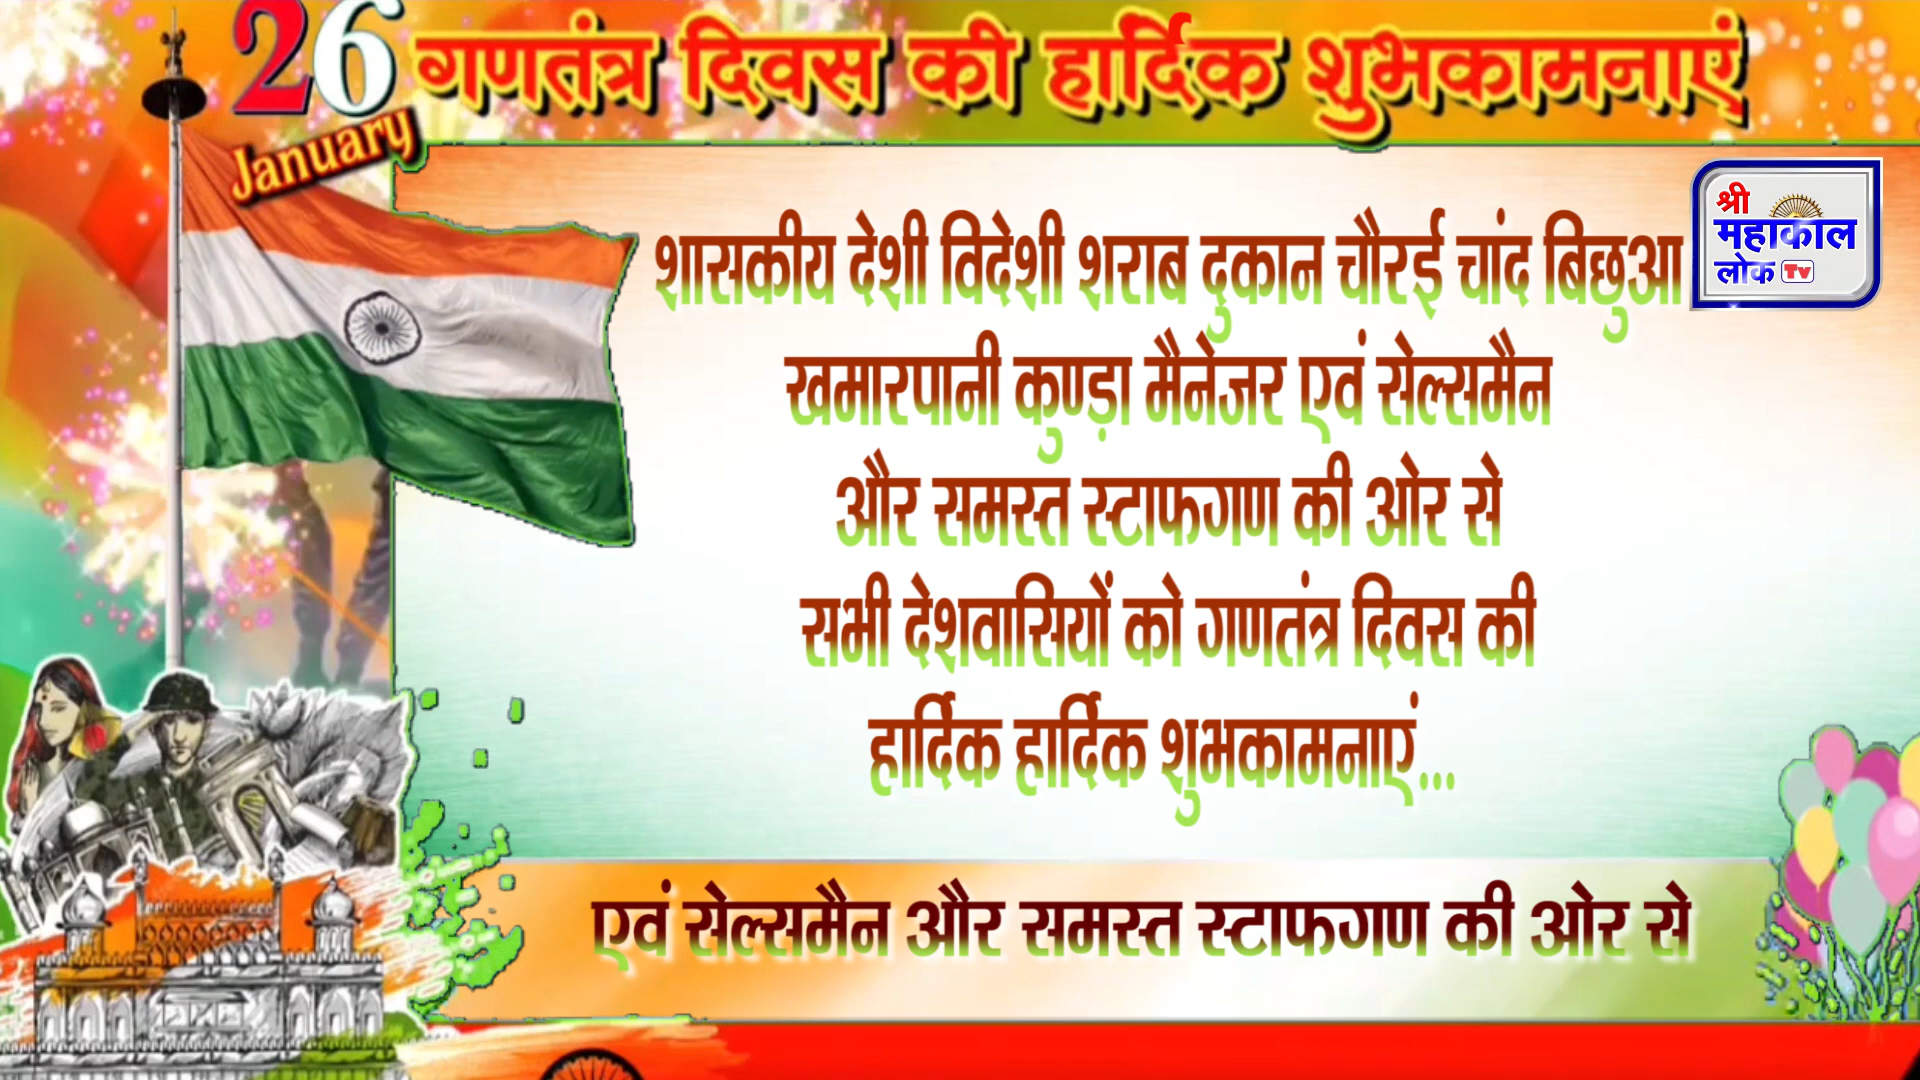 26 गणतंत्र दिवस की हार्दिक शुभकामनाएं
January
श्री
महाकाल
लोक Tv
शासकीय देशी विदेशी शराब दुकान चौरई चांद बिछुआ
खमारपानी कुण्ड़ा मैनेजर एवं सेल्समैन
और समस्त स्टाफगण की ओर से
सभी देशवासियों को गणतंत्र दिवस की
हार्दिक हार्दिक शुभकामनाएं...
एवं सेल्समैन और समस्त स्टाफगण की ओर से